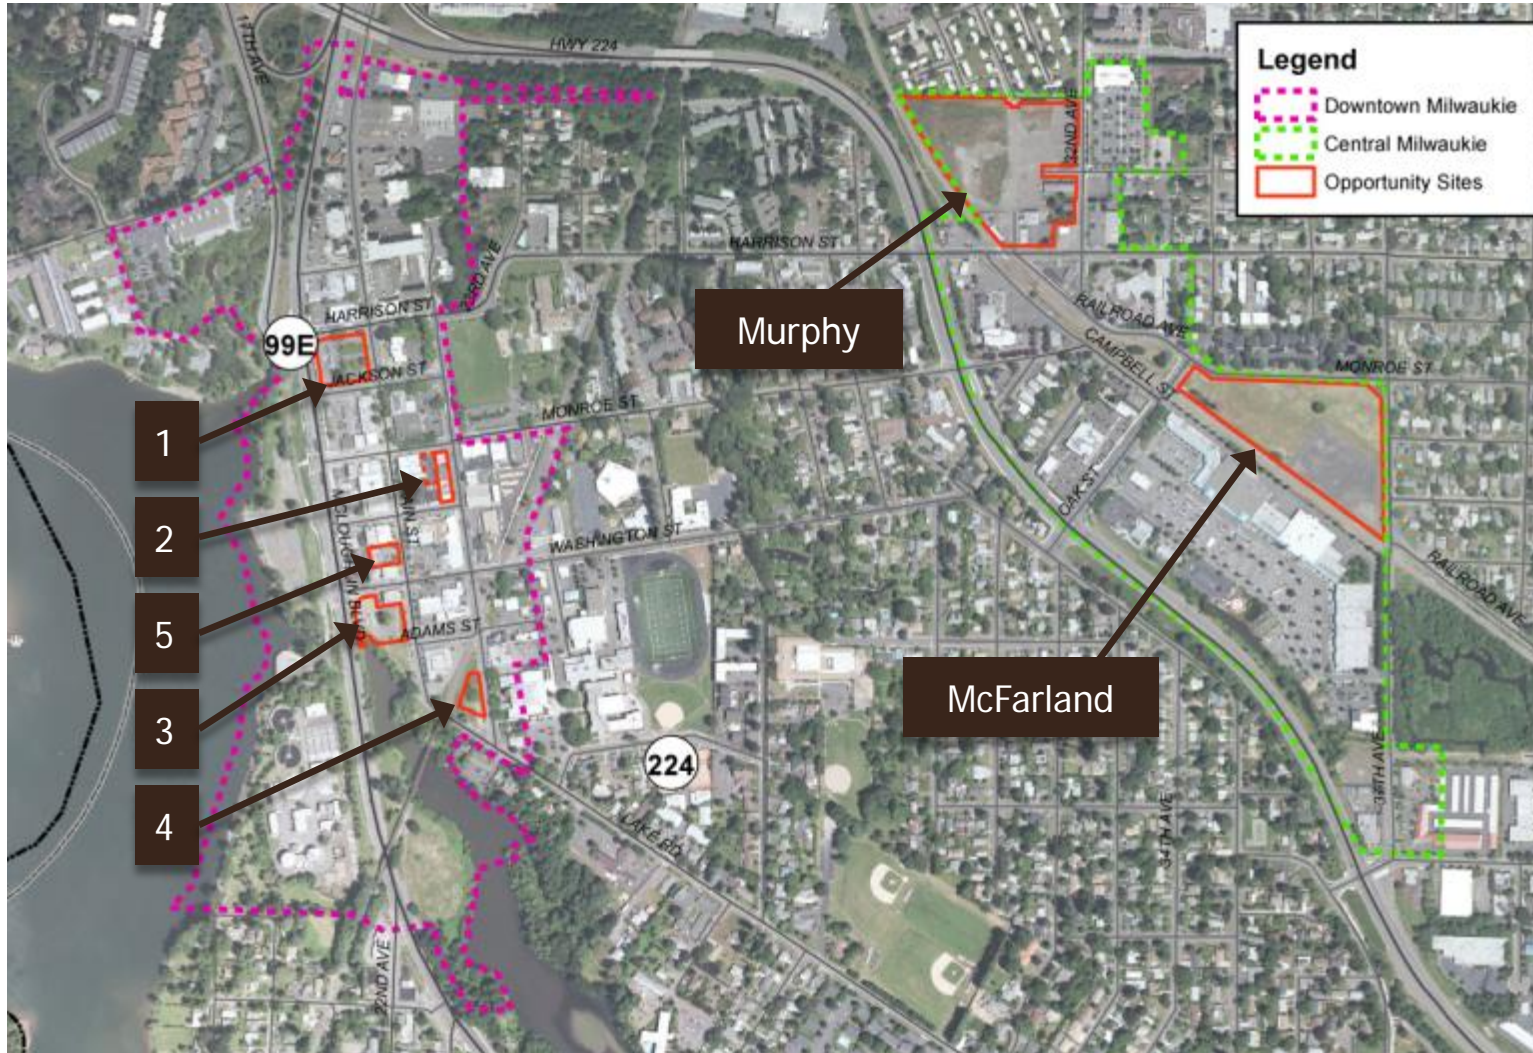 17TH AVE
HWY 224
Legend
Downtown Milwaukie
Central Milwaukie
Opportunity Sites
32ND AVE
HARRISON ST
23RD AVE
HARRISON ST
99E
JACKSON ST
Murphy
RAILROAD AVE
CAMPBELL ST
MONROE ST
MONROE ST
1
2
MAIN ST
MCLOUGHLIN BLVD
OAK ST
WASHINGTON ST
5
ADAMS ST
RAILROAD AVE
McFarland
3
4
224
37TH AVE
LAKE RD
34TH AVE
22ND AVE